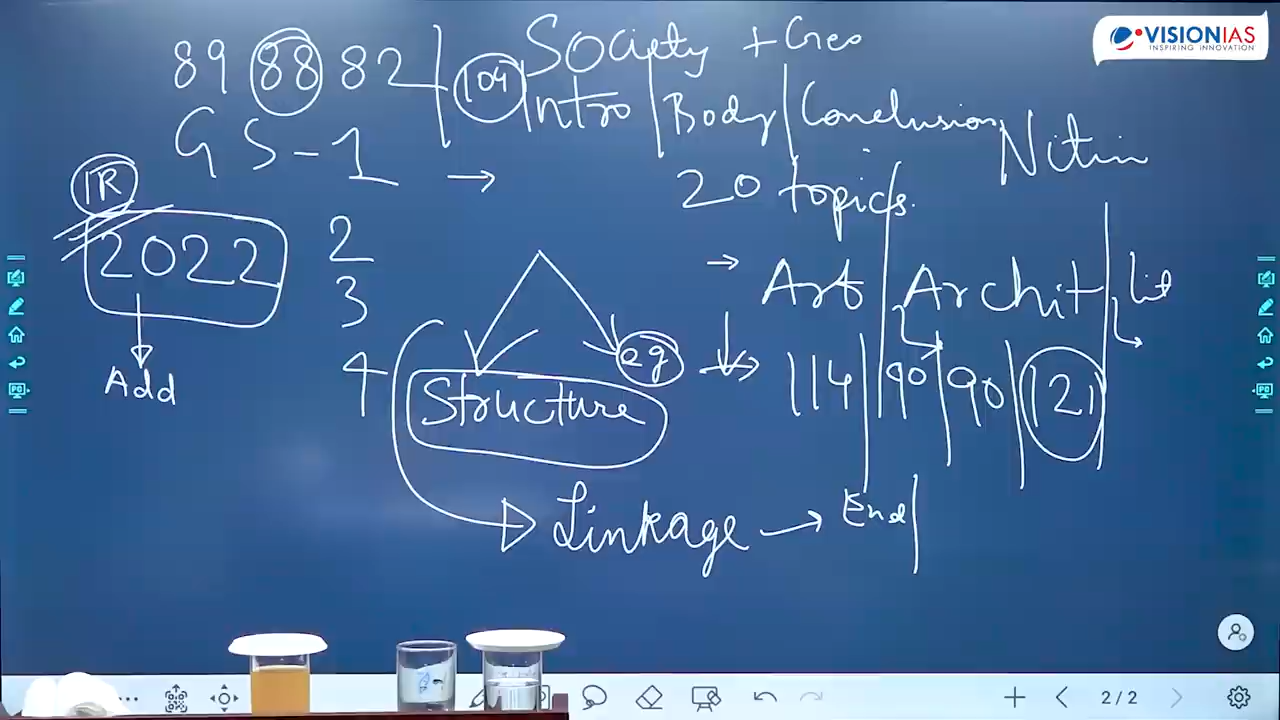 VISIONIAS
INSPIRING INNOVATION
89 88 82 104 Society + Geo
Intro Body Conclusion
GS-1 → Nitin
20 topics.
IR
2022 2
3
4
→ Art Archit Lit
eg
Add Structure 114 90 90 121
Linkage → End
2/2